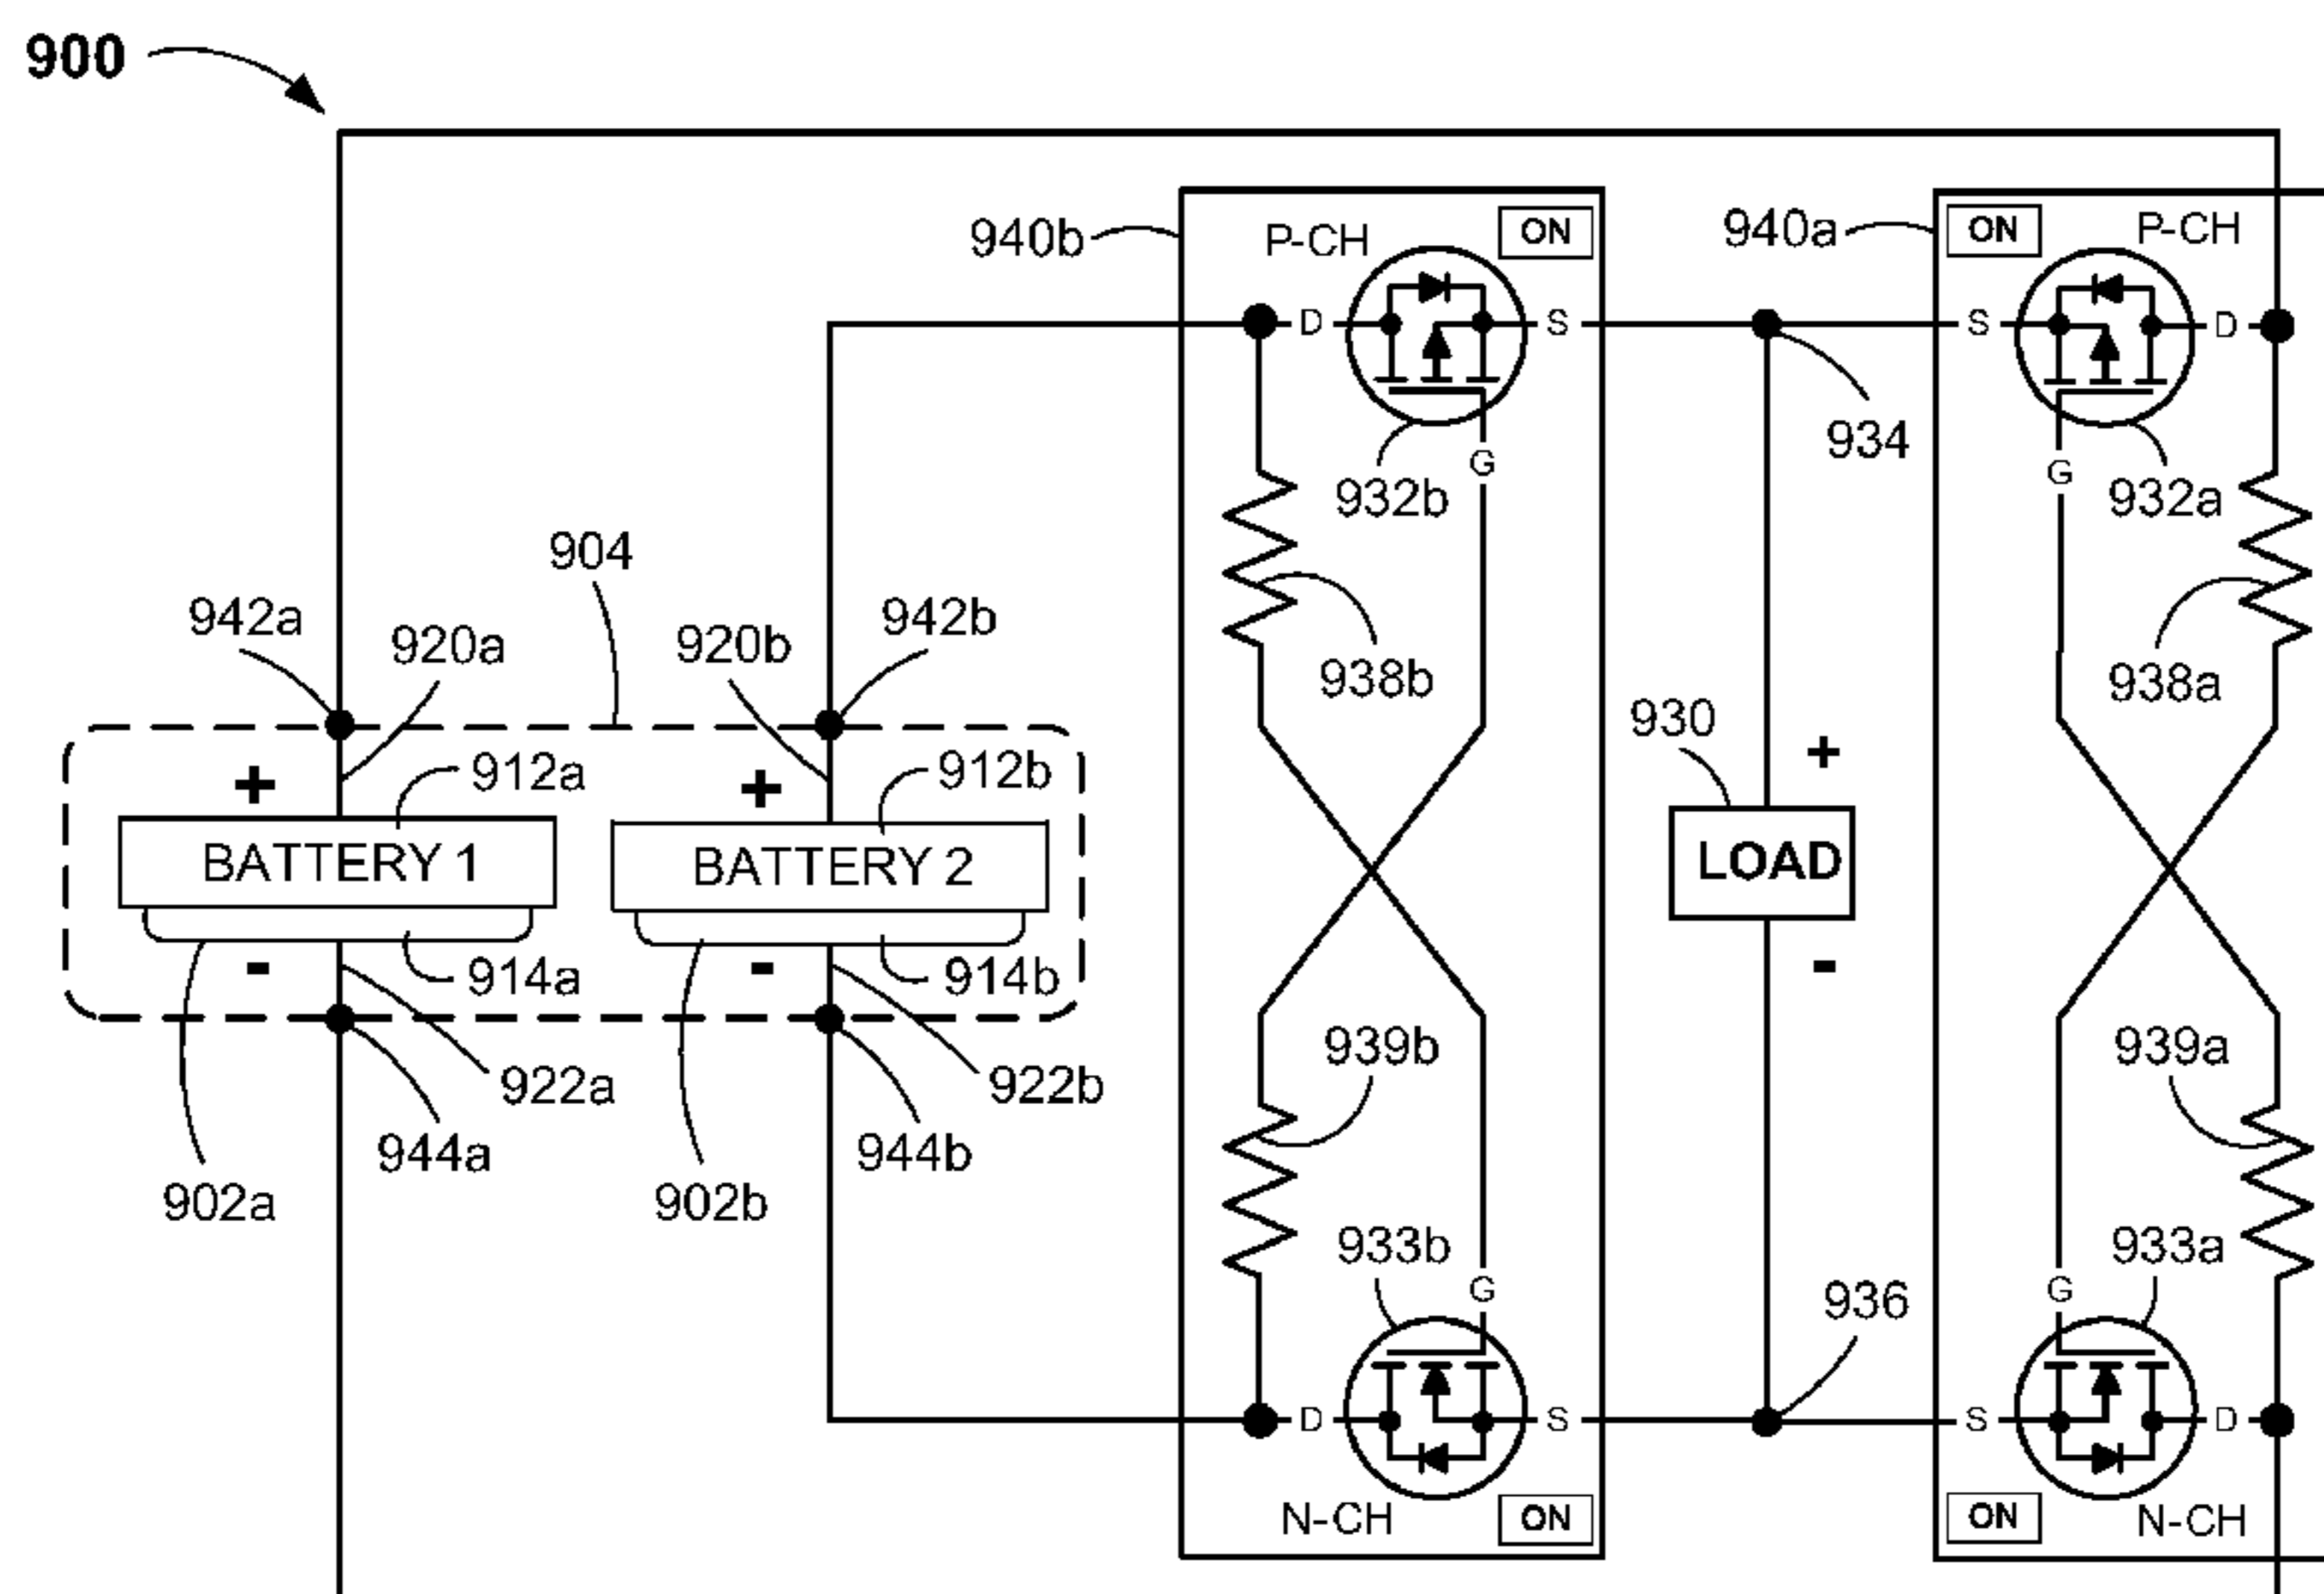 900
940b
P-CH
ON
940a
ON
P-CH
D
S
S
D
934
G
G
932b
932a
904
942a
920a
920b
942b
938b
938a
930
+
+
912a
+
912b
+
BATTERY 1
BATTERY 2
LOAD
-
914a
-
914b
-
922a
922b
939b
939a
944a
944b
902a
902b
933b
933a
G
G
936
D
S
S
D
N-CH
ON
ON
N-CH